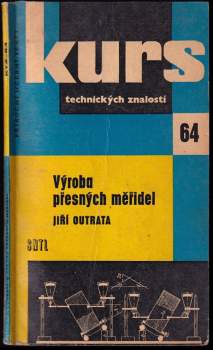 kurs
technických znalostí
64
Výroba
přesných měřidel
JIŘÍ OUTRATA
SNTL